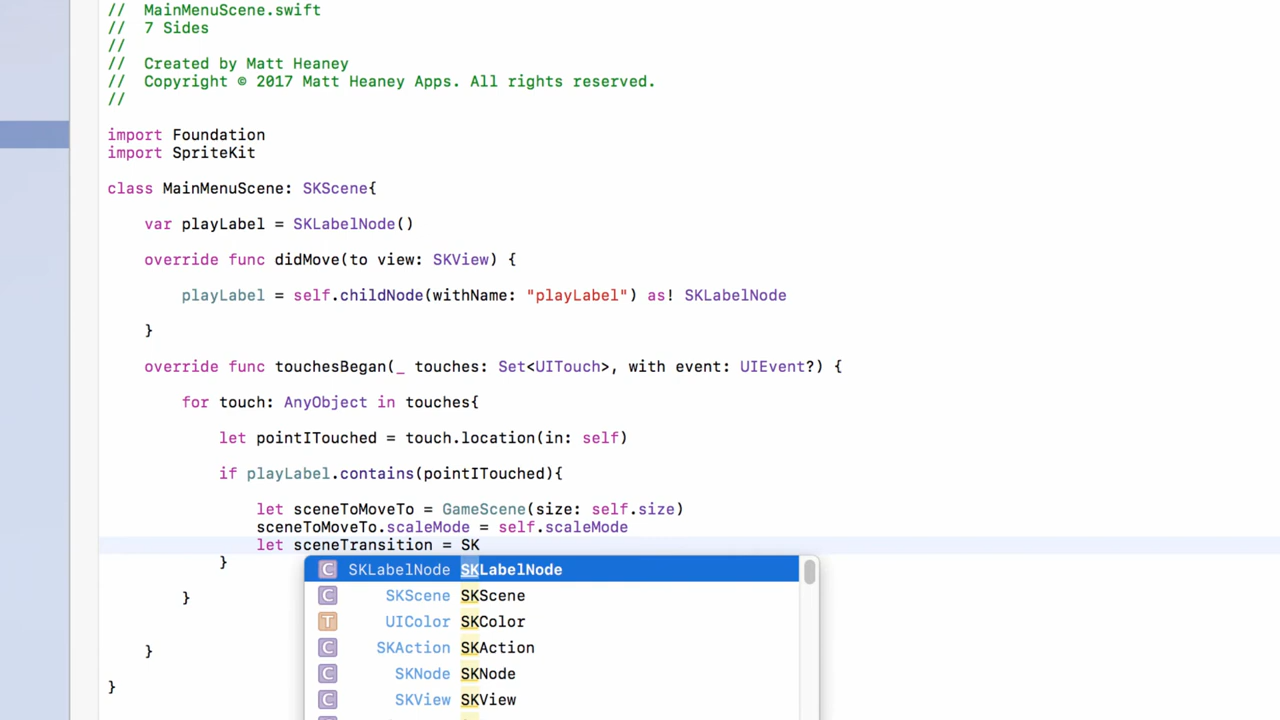 // MainMenuScene.swift
// 7 Sides
//
// Created by Matt Heaney
// Copyright © 2017 Matt Heaney Apps. All rights reserved.
//
import Foundation
import SpriteKit
class MainMenuScene: SKScene{
var playLabel = SKLabelNode()
override func didMove(to view: SKView) {
playLabel = self.childNode(withName: "playLabel") as! SKLabelNode
}
override func touchesBegan(_ touches: Set<UITouch>, with event: UIEvent?) {
for touch: AnyObject in touches{
let pointITouched = touch.location(in: self)
if playLabel.contains(pointITouched){
let sceneToMoveTo = GameScene(size: self.size)
sceneToMoveTo.scaleMode = self.scaleMode
let sceneTransition = SK
}
C SKLabelNode SKLabelNode
C SKScene SKScene
}
T UIColor SKColor
C SKAction SKAction
}
C SKNode SKNode
}
C SKView SKView